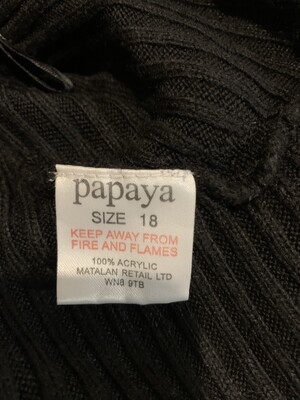 papaya
SIZE 18
KEEP AWAY FROM
FIRE AND FLAMES
100% ACRYLIC
MATALAN RETAIL LTD
WN8 9TB